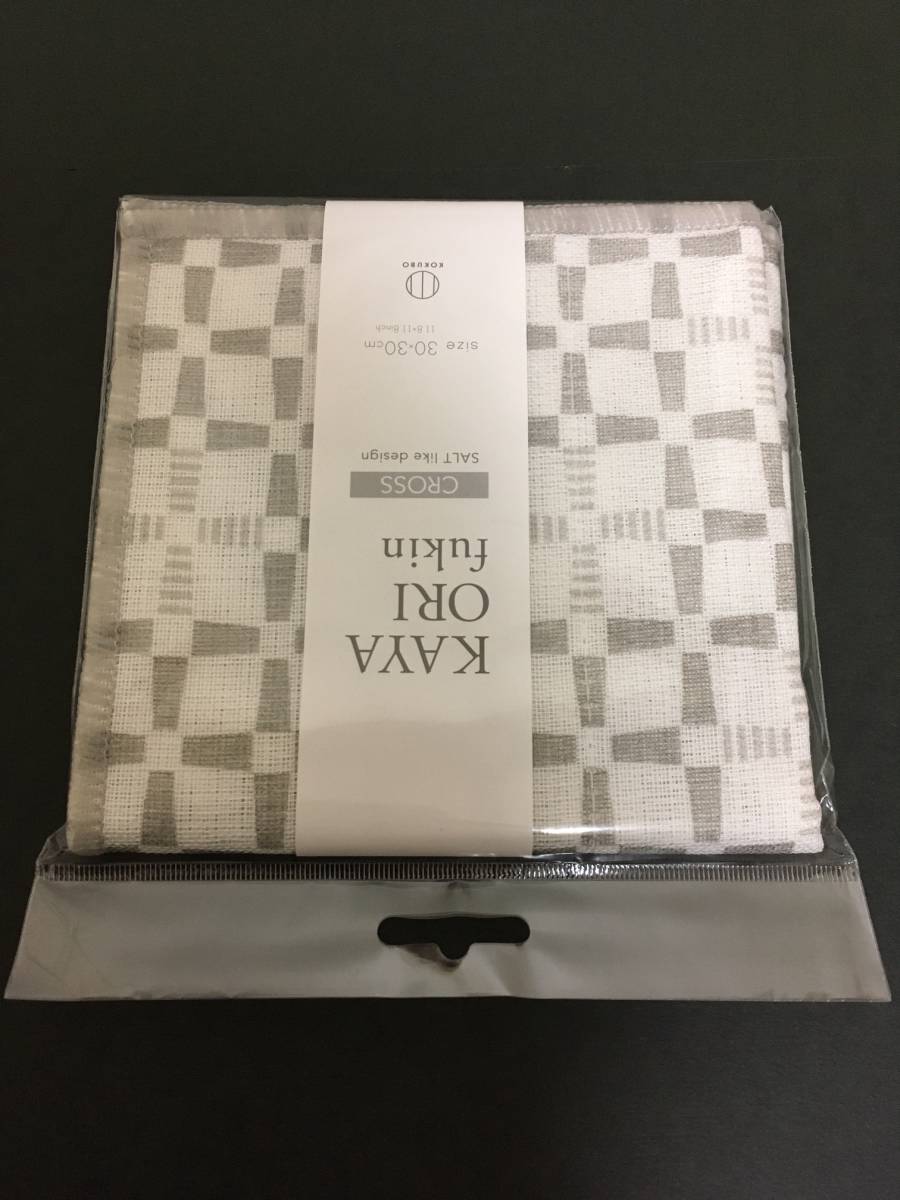 KAYA
ORI
fukin
CROSS
SALT like design
size 30×30cm
11.8×11.8inch
KOKUBO